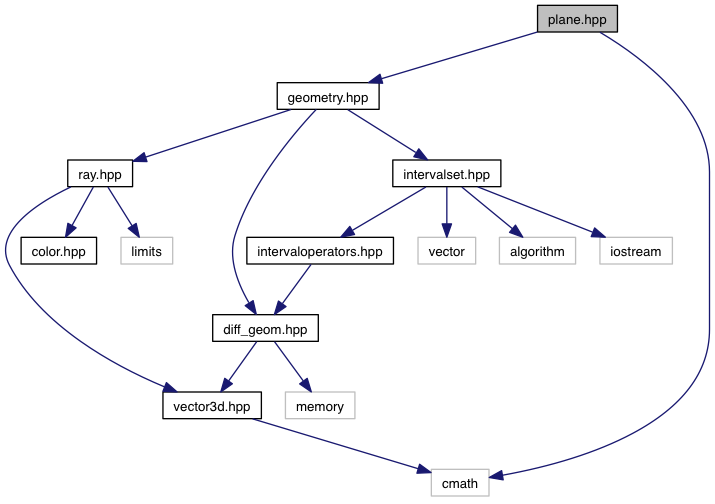 plane.hpp
geometry.hpp
ray.hpp
intervalset.hpp
color.hpp
limits
intervaloperators.hpp
vector
algorithm
iostream
diff_geom.hpp
vector3d.hpp
memory
cmath